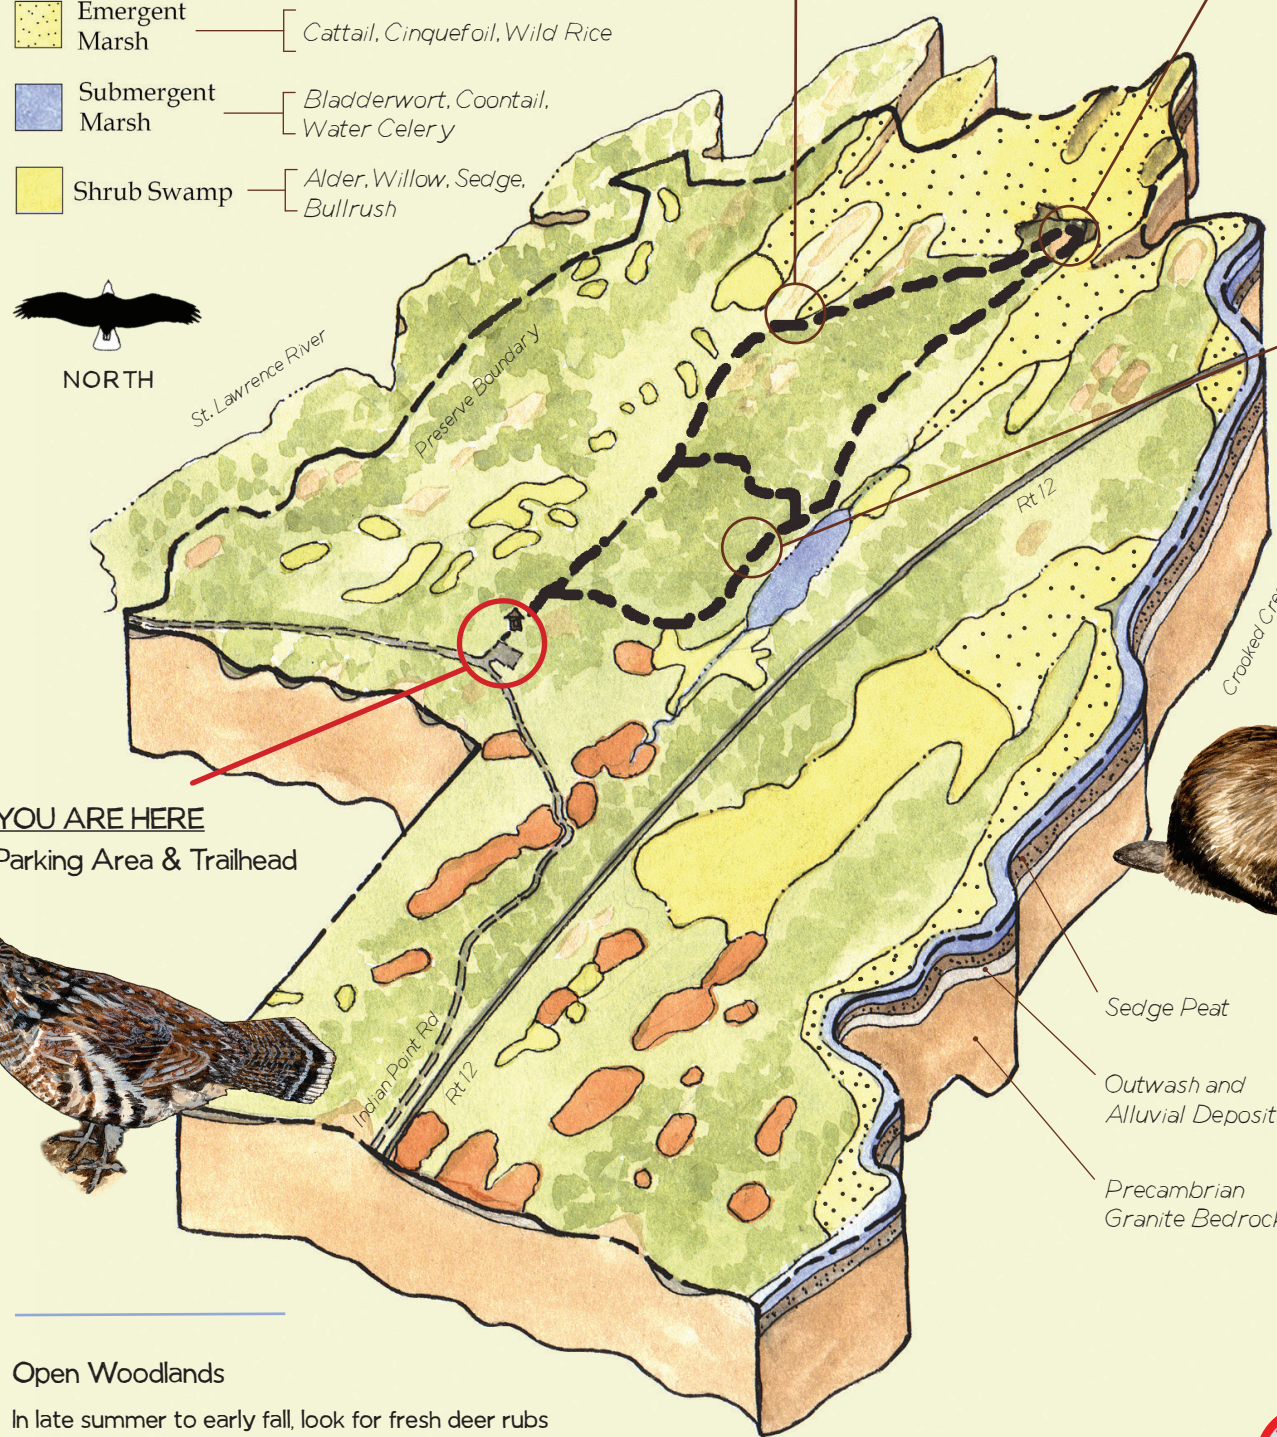 Emergent
Marsh
Cattail, Cinquefoil, Wild Rice
Submergent
Marsh
Bladderwort, Coontail,
Water Celery
Shrub Swamp
Alder, Willow, Sedge,
Bullrush
NORTH
St. Lawrence River
Preserve Boundary
Rt 12
Crooked Cre
YOU ARE HERE
Parking Area & Trailhead
Indian Point Rd
Rt 12
Sedge Peat
Outwash and
Alluvial Deposit
Precambrian
Granite Bedrock
Open Woodlands
In late summer to early fall, look for fresh deer rubs